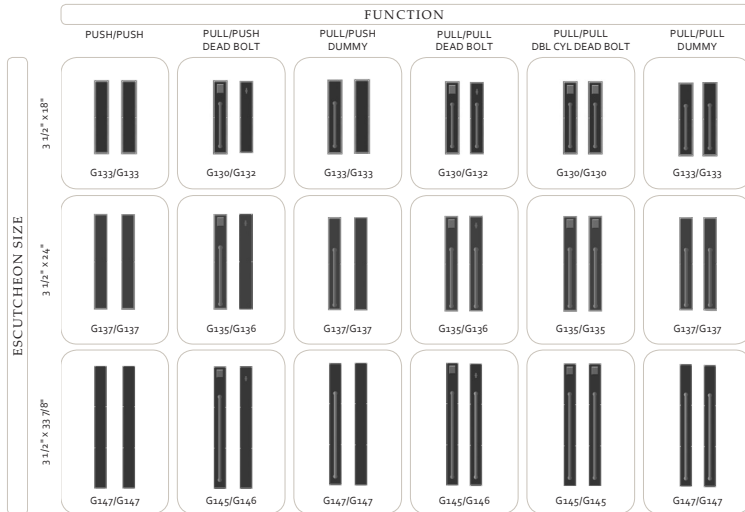 FUNCTION
PUSH/PUSH
PULL/PUSH
DEAD BOLT
PULL/PUSH
DUMMY
PULL/PULL
DEAD BOLT
PULL/PULL
DBL CYL DEAD BOLT
PULL/PULL
DUMMY
ESCUTCHEON SIZE
3 1/2" x 18"
G133/G133
G130/G132
G133/G133
G130/G132
G130/G130
G133/G133
3 1/2" x 24"
G137/G137
G135/G136
G137/G137
G135/G136
G135/G135
G137/G137
3 1/2" x 33 7/8"
G147/G147
G145/G146
G147/G147
G145/G146
G145/G145
G147/G147